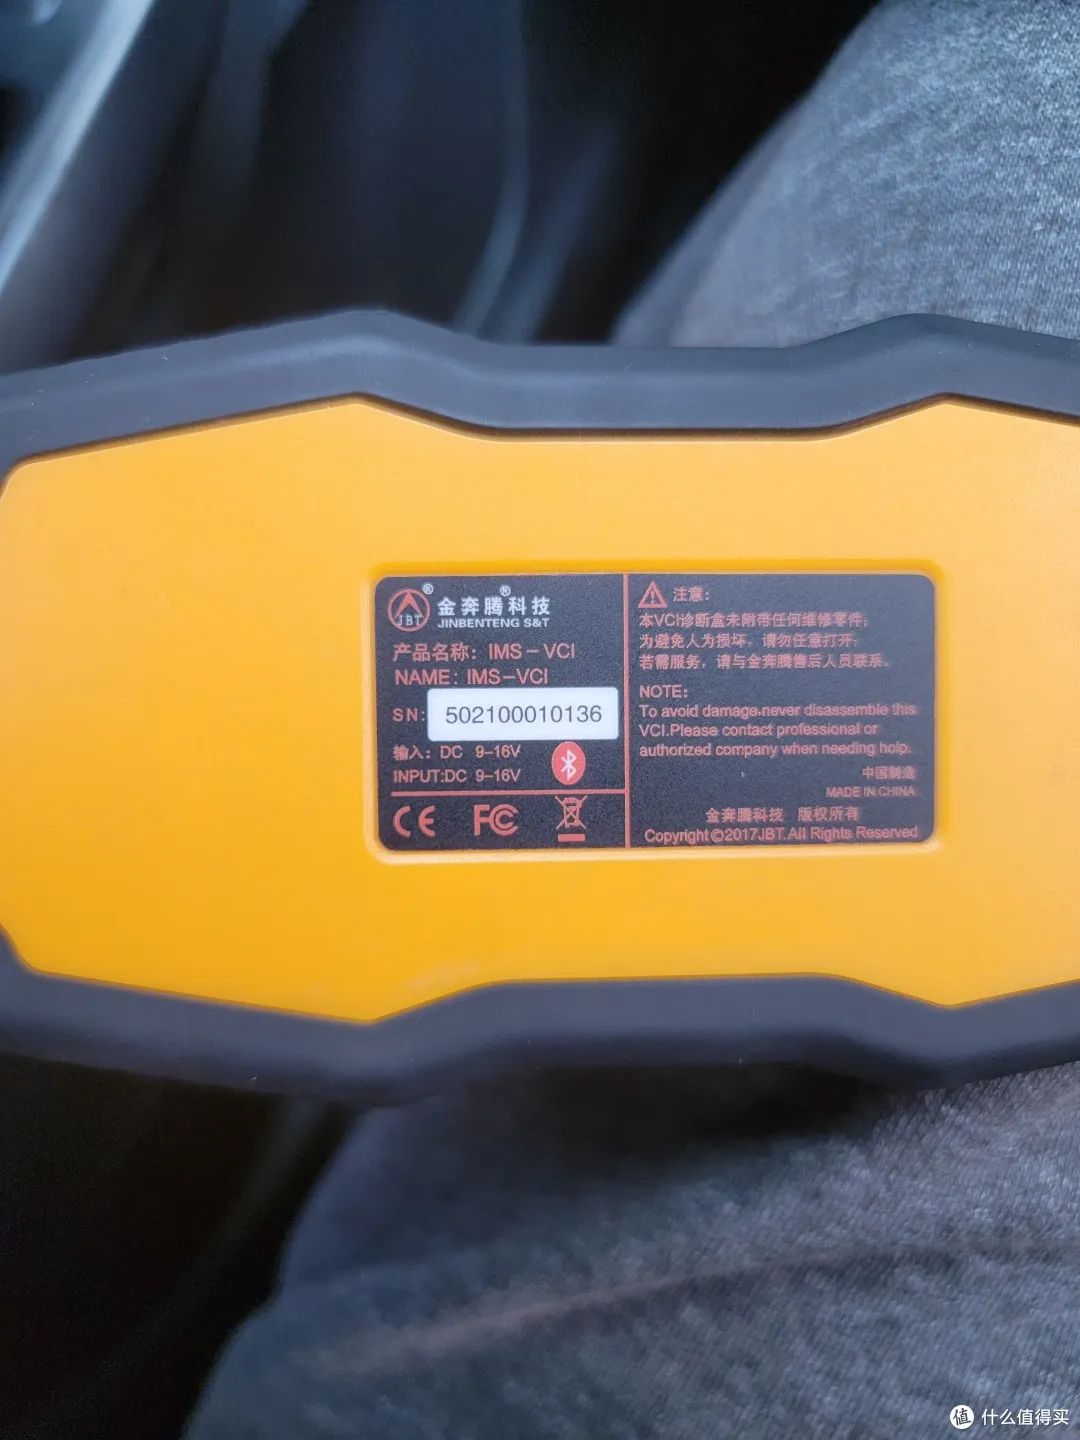 JBT
®
金奔腾®科技
JINBENTENG S&T
产品名称：IMS-VCI
NAME: IMS-VCI
SN: 502100010136
输入：DC 9-16V
INPUT:DC 9-16V
CE FC
注意：
本VCI诊断盒未附带任何维修零件；
为避免人为损坏，请勿任意打开；
若需服务，请与金奔腾售后人员联系。
NOTE:
To avoid damage,never disassemble this
VCI.Please contact professional or
authorized company when needing help.
中国制造
MADE IN CHINA
金奔腾科技 版权所有
Copyright©2017JBT.All Rights Reserved
值 什么值得买